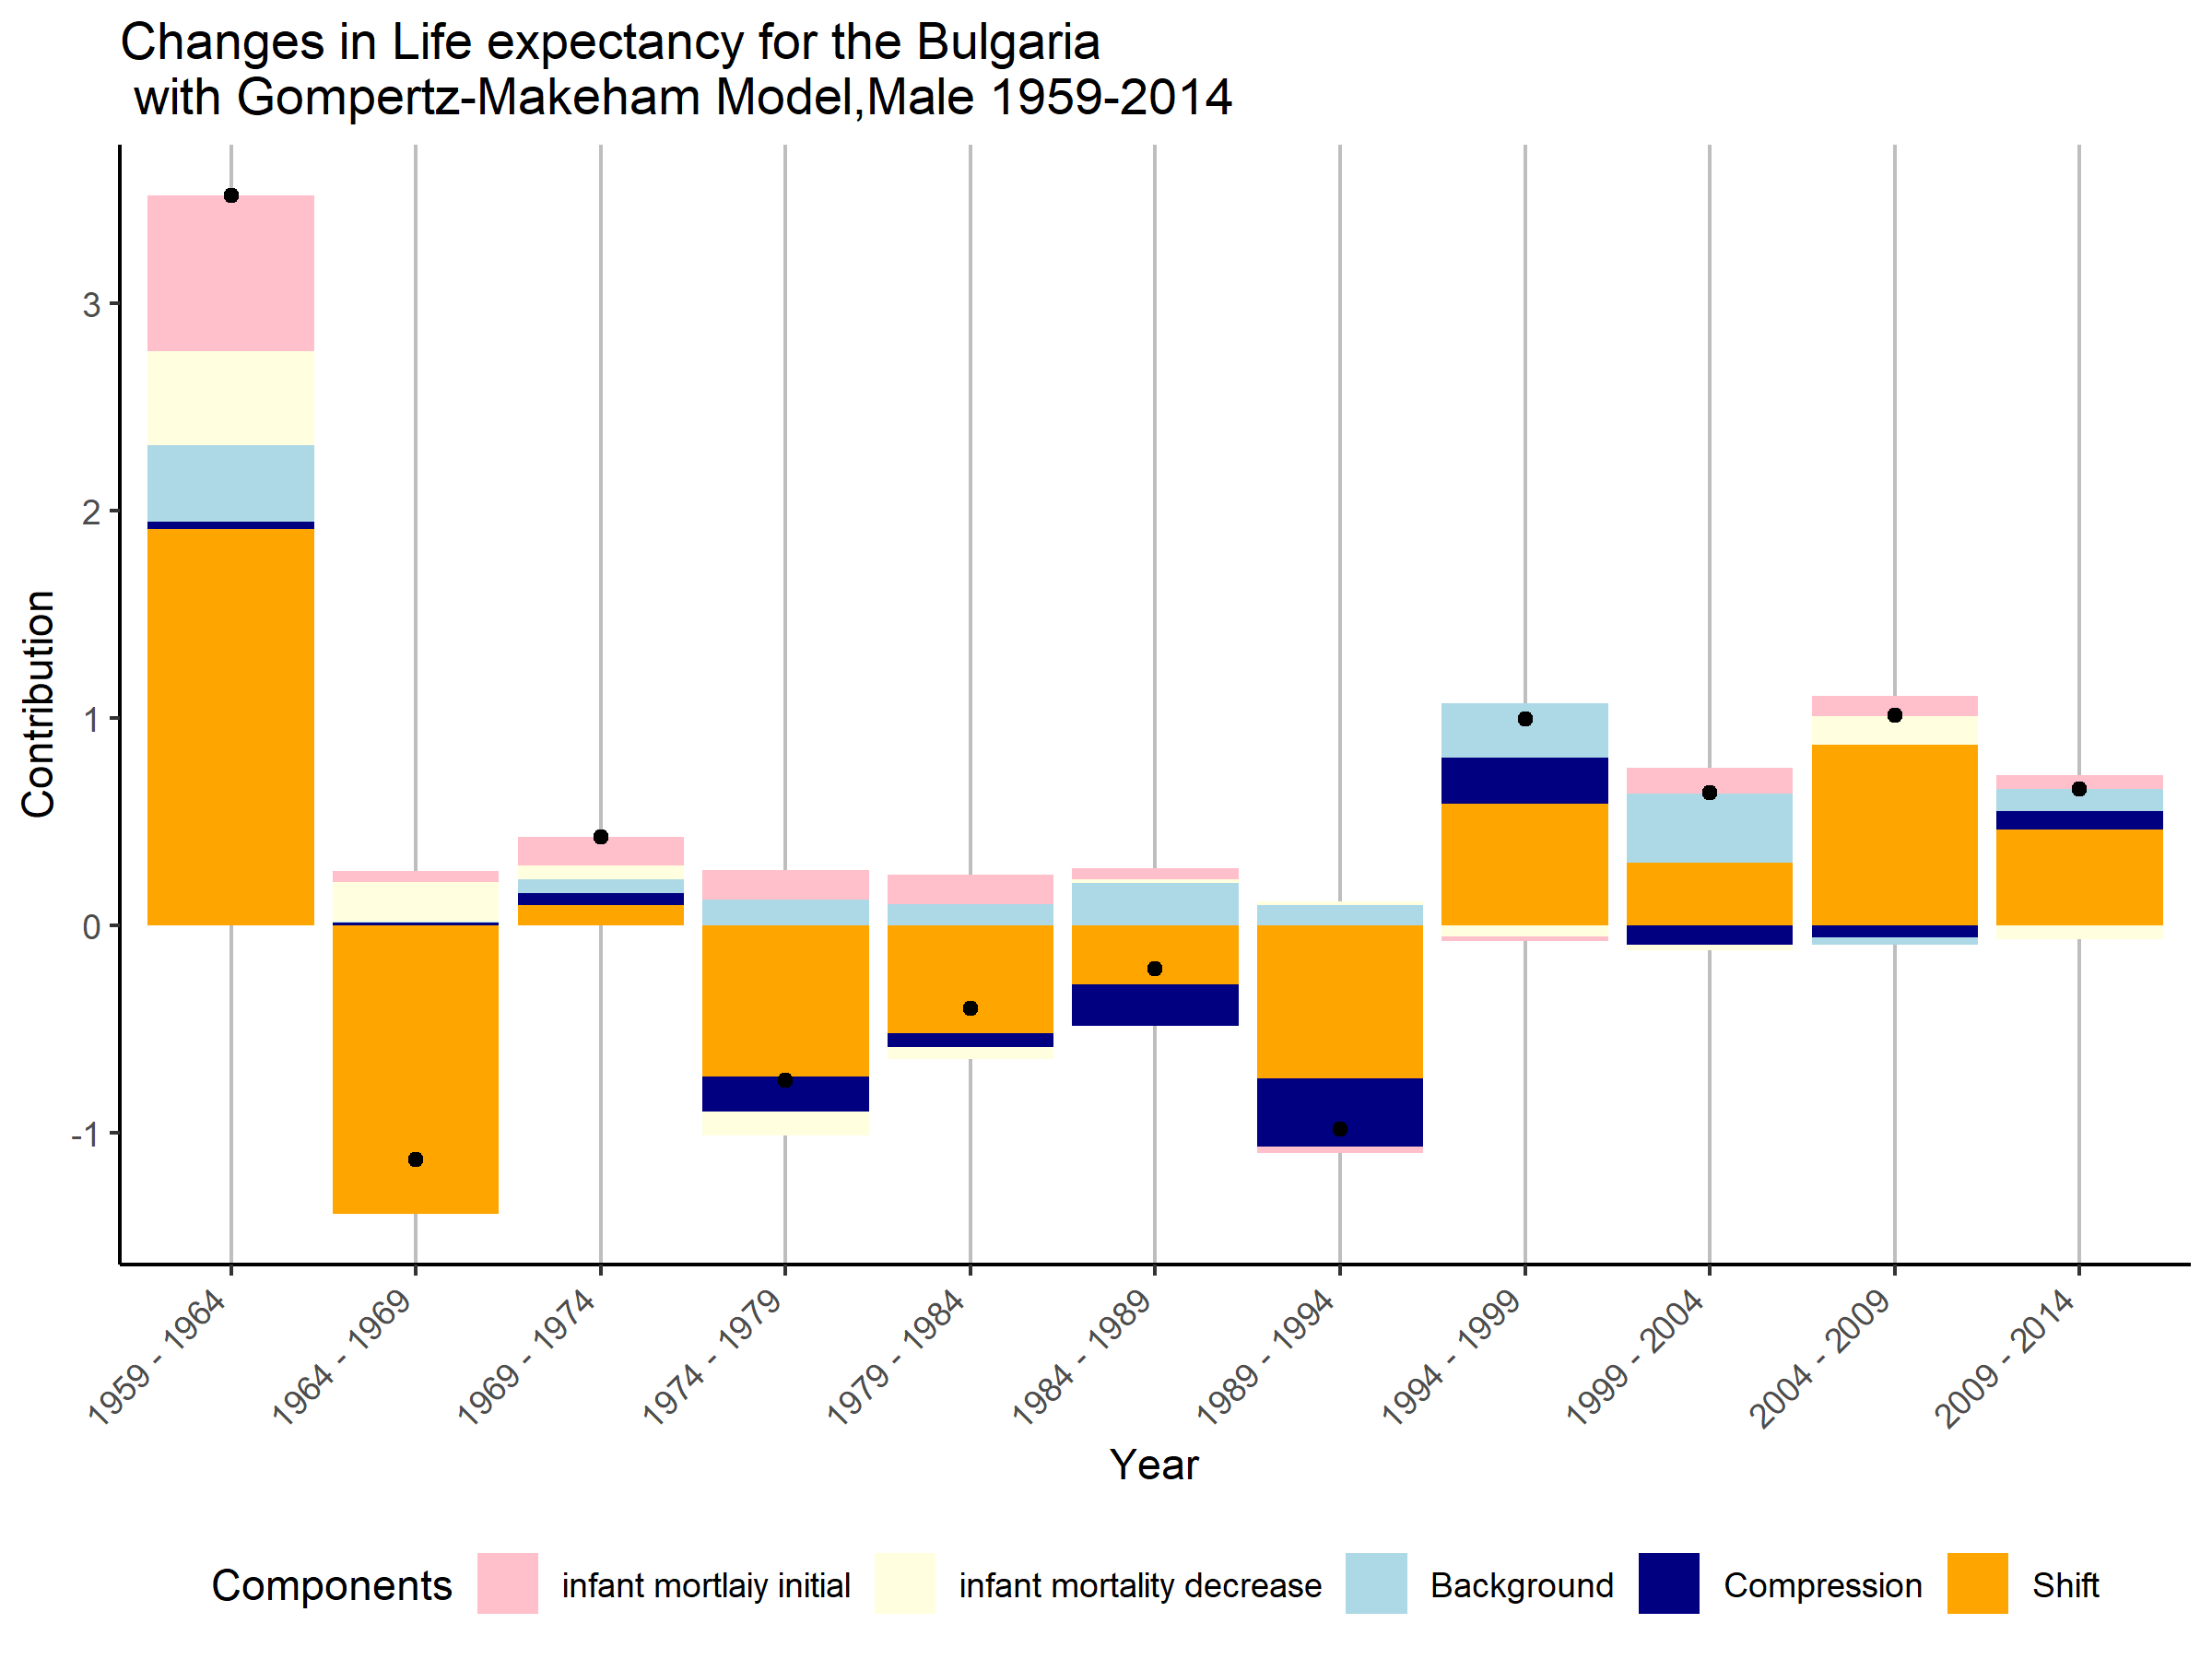 Changes in Life expectancy for the Bulgaria
with Gompertz-Makeham Model,Male 1959-2014
Contribution
3
2
1
0
-1
1959 - 1964
1964 - 1969
1969 - 1974
1974 - 1979
1979 - 1984
1984 - 1989
1989 - 1994
1994 - 1999
1999 - 2004
2004 - 2009
2009 - 2014
Year
Components infant mortlaiy initial infant mortality decrease Background Compression Shift